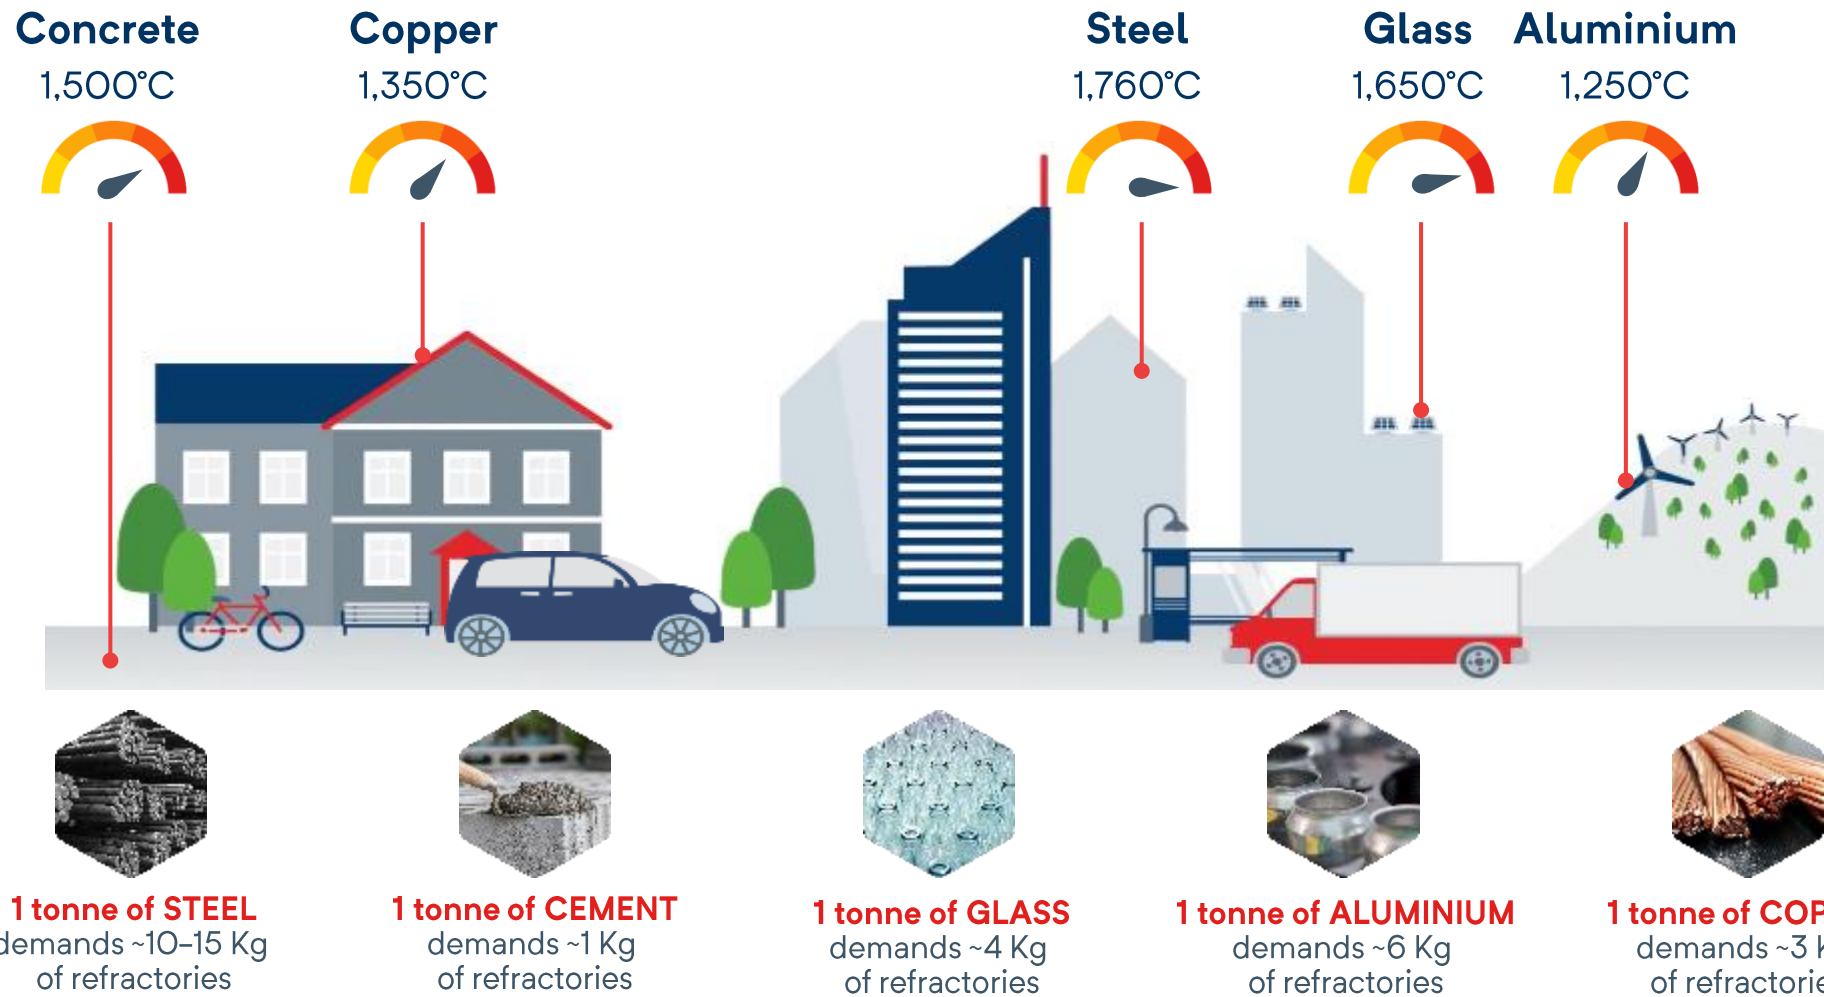 Concrete
1,500°C
Copper
1,350°C
Steel
1,760°C
Glass
1,650°C
Aluminium
1,250°C
1 tonne of STEEL
demands ~10–15 Kg
of refractories
1 tonne of CEMENT
demands ~1 Kg
of refractories
1 tonne of GLASS
demands ~4 Kg
of refractories
1 tonne of ALUMINIUM
demands ~6 Kg
of refractories
1 tonne of COP
demands ~3 K
of refractorie